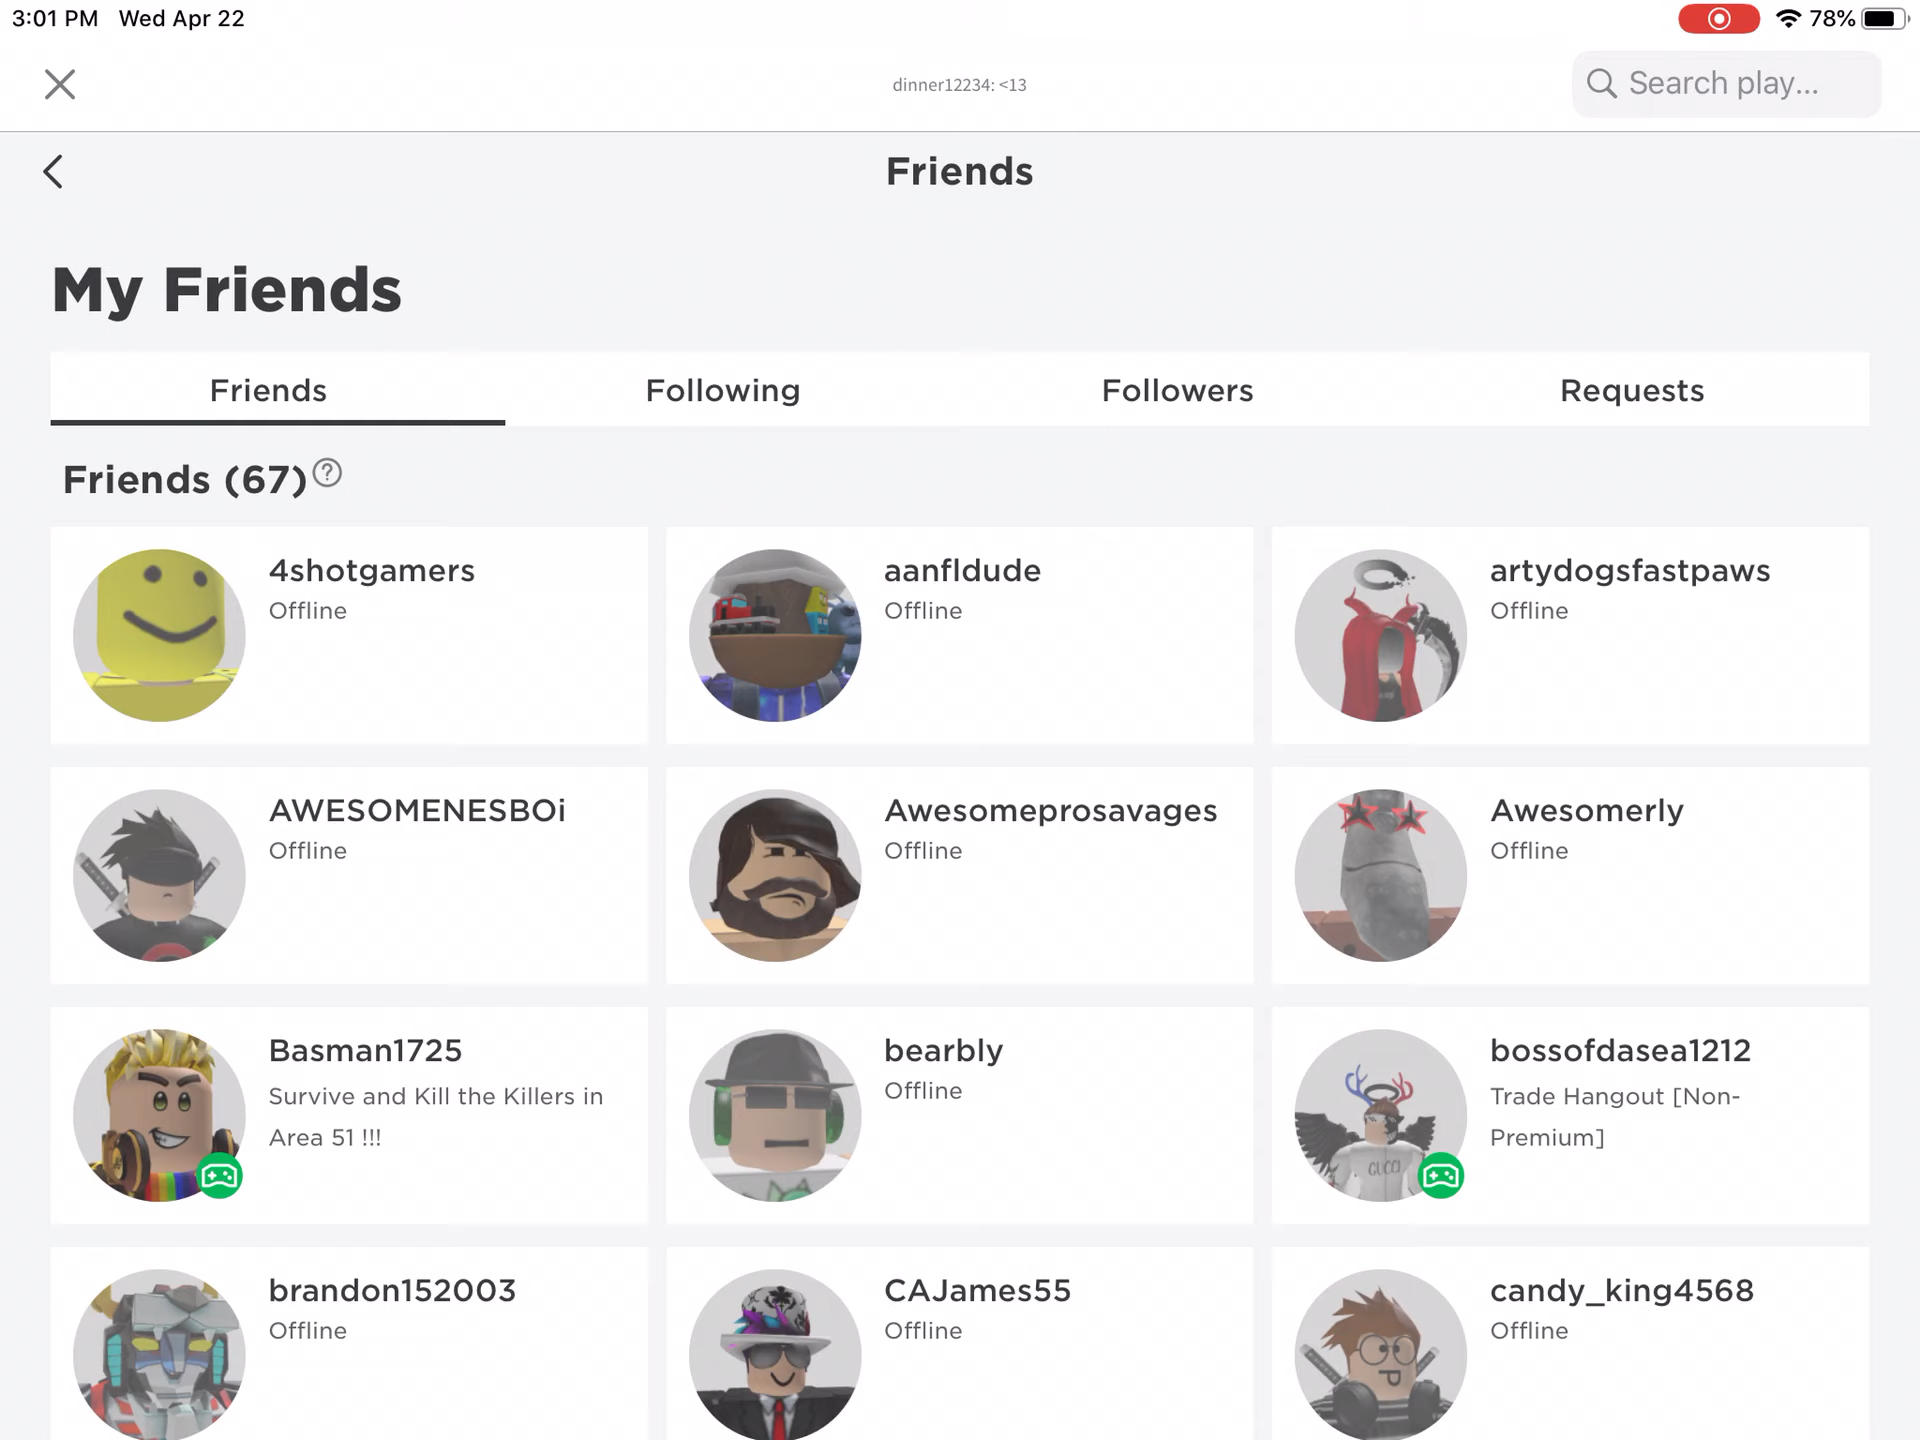 3:01 PM Wed Apr 22
78%
dinner12234: <13
Search play...
Friends
My Friends
Friends Following Followers Requests
Friends (67)
4shotgamers
Offline
aanfldude
Offline
artydogsfastpaws
Offline
AWESOMENESBOi
Offline
Awesomeprosavages
Offline
Awesomerly
Offline
Basman1725
Survive and Kill the Killers in
Area 51 !!!
bearbly
Offline
bossofdasea1212
Trade Hangout [Non-
Premium]
GUCCI
brandon152003
Offline
CAJames55
Offline
candy_king4568
Offline